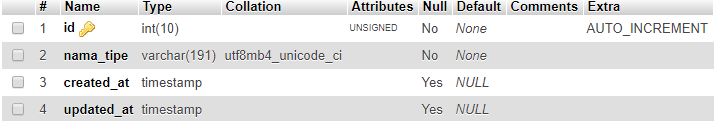 # Name Type Collation Attributes Null Default Comments Extra
1 id int(10) UNSIGNED No None AUTO_INCREMENT
2 nama_tipe varchar(191) utf8mb4_unicode_ci No None
3 created_at timestamp Yes NULL
4 updated_at timestamp Yes NULL